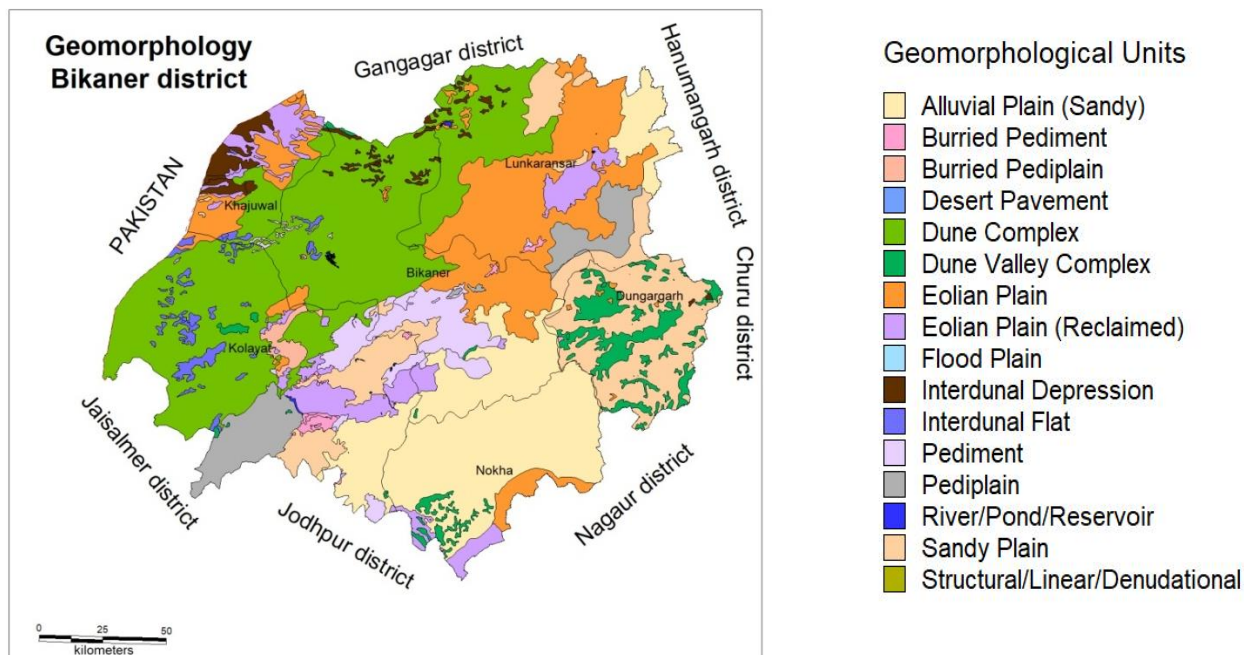 Geomorphology
Bikaner district
Gangagar district
Hanumangarh district
PAKISTAN
Lunkaransar
Khajuwal
Churu district
Bikaner
Dungargarh
Kolayat
Jaisalmer district
Nokha
Nagaur district
Jodhpur district
0 25 50
kilometers
Geomorphological Units
Alluvial Plain (Sandy)
Burried Pediment
Burried Pediplain
Desert Pavement
Dune Complex
Dune Valley Complex
Eolian Plain
Eolian Plain (Reclaimed)
Flood Plain
Interdunal Depression
Interdunal Flat
Pediment
Pediplain
River/Pond/Reservoir
Sandy Plain
Structural/Linear/Denudational